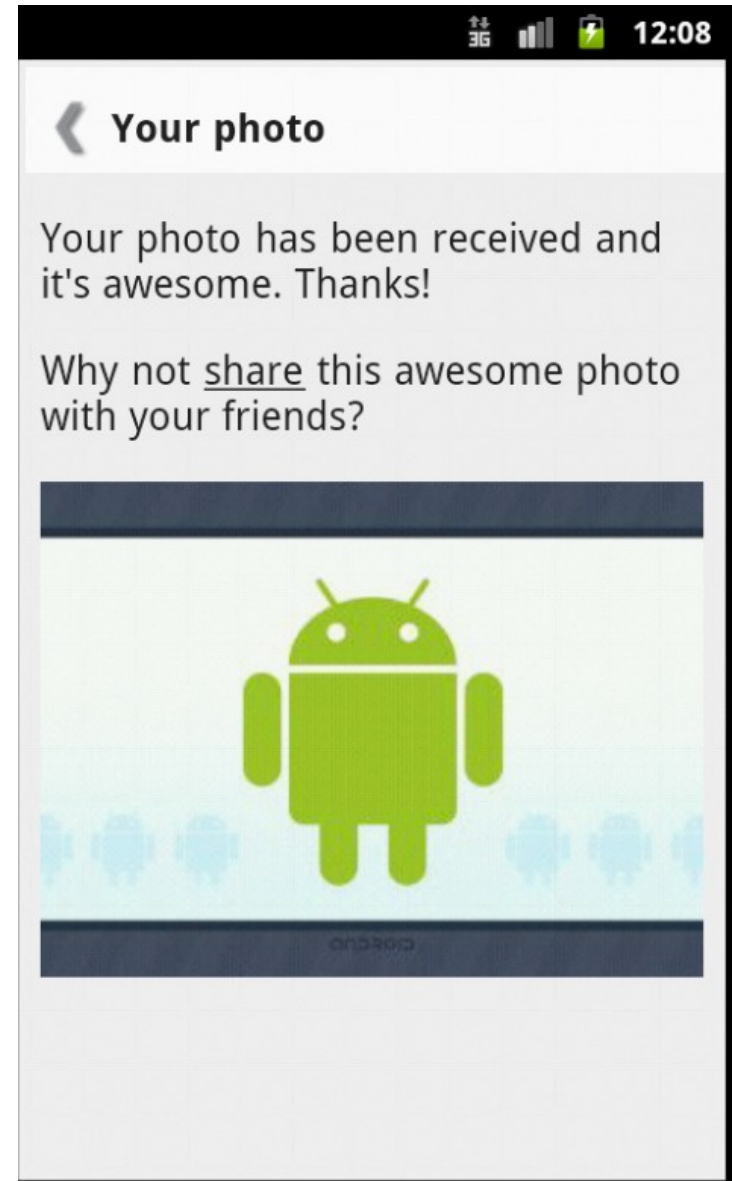 3G 12:08
Your photo
Your photo has been received and
it's awesome. Thanks!
Why not share this awesome photo
with your friends?
ANDROID